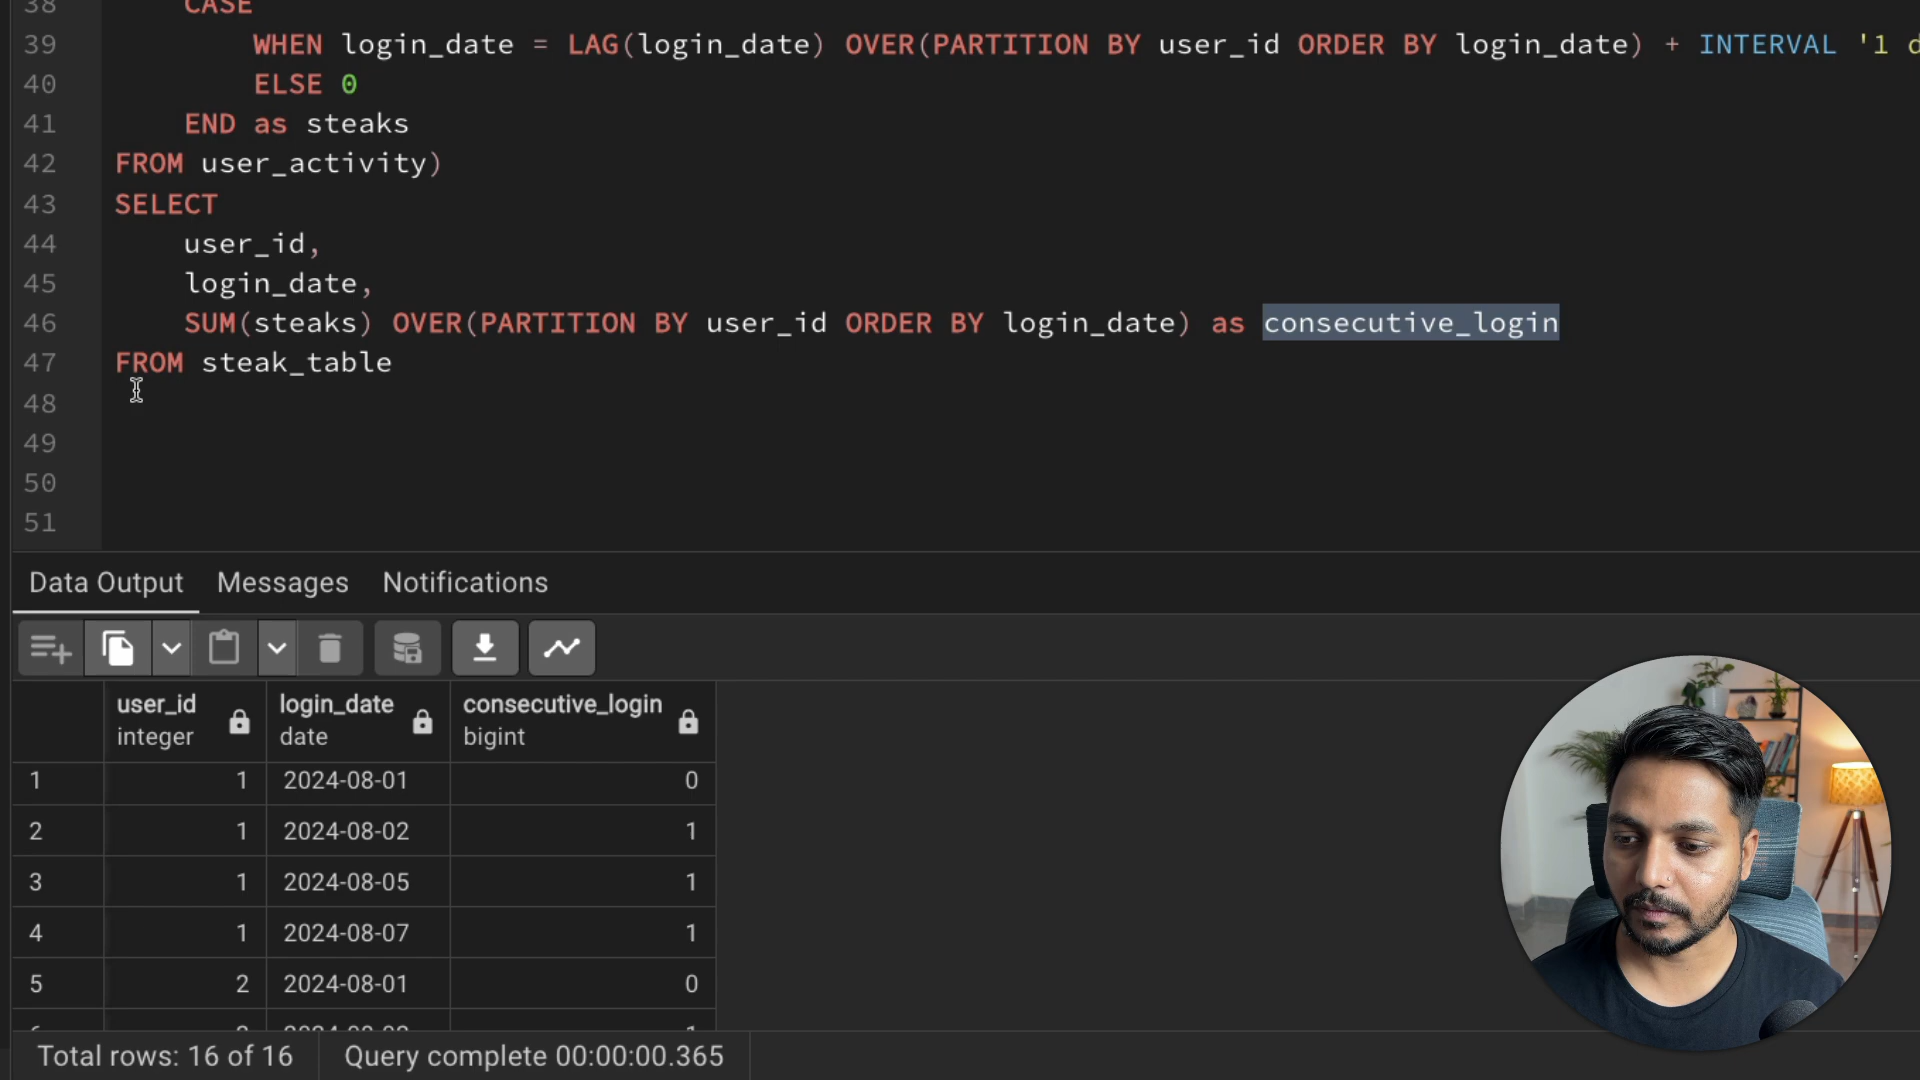 38 CASE
39 WHEN login_date = LAG(login_date) OVER(PARTITION BY user_id ORDER BY login_date) + INTERVAL '1
40 ELSE 0
41 END as steaks
42 FROM user_activity)
43 SELECT
44 user_id,
45 login_date,
46 SUM(steaks) OVER(PARTITION BY user_id ORDER BY login_date) as consecutive_login
47 FROM steak_table
48
49
50
51
Data Output Messages Notifications
user_id login_date consecutive_login
integer date bigint
1 1 2024-08-01 0
2 1 2024-08-02 1
3 1 2024-08-05 1
4 1 2024-08-07 1
5 2 2024-08-01 0
Total rows: 16 of 16 Query complete 00:00:00.365